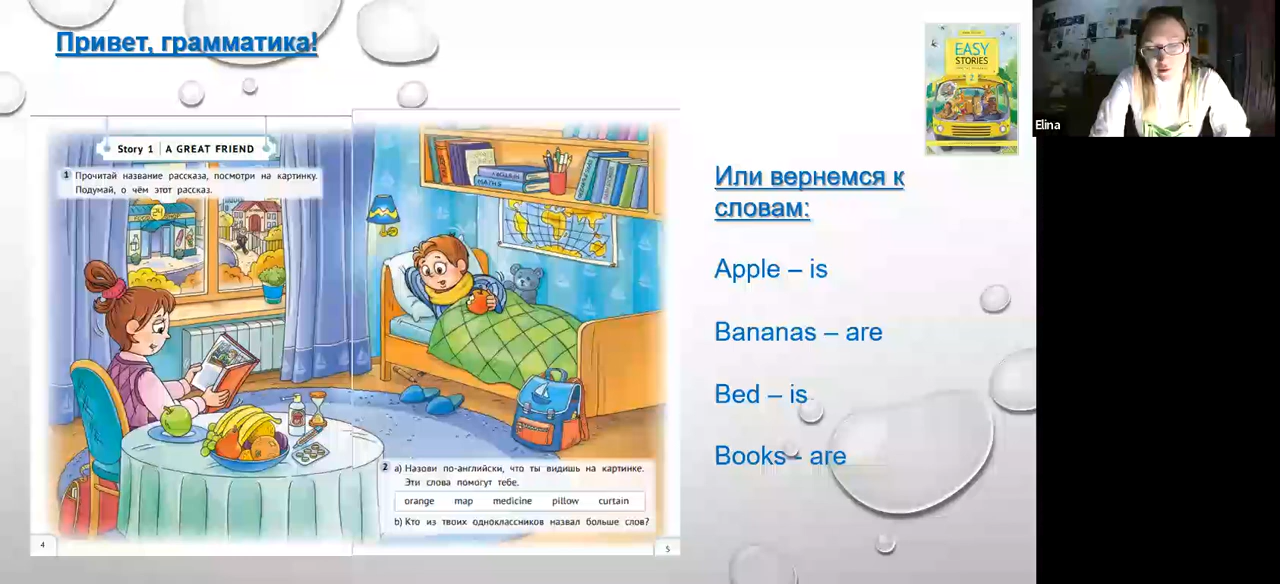 Привет, грамматика!
EASY
STORIES
2
Elina
Story 1 | A GREAT FRIEND
1 Прочитай название рассказа, посмотри на картинку.
Подумай, о чём этот рассказ.
24
MATHS
2 a) Назови по-английски, что ты видишь на картинке.
Эти слова помогут тебе.
orange map medicine pillow curtain
b) Кто из твоих одноклассников назвал больше слов?
4
5
Или вернемся к
словам:
Apple – is
Bananas – are
Bed – is
Books – are